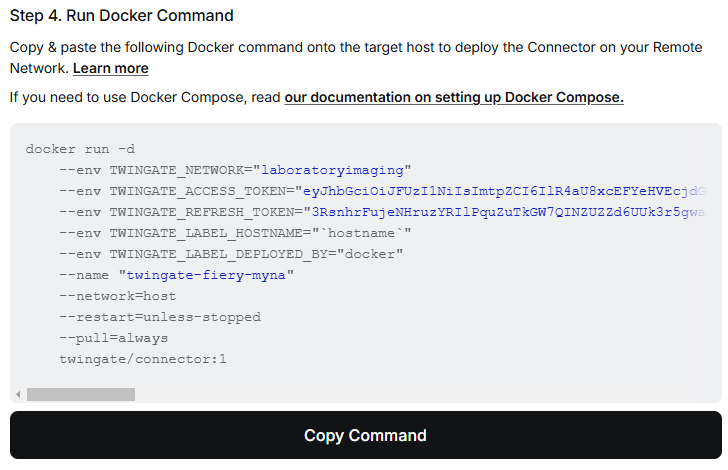 Step 4. Run Docker Command
Copy & paste the following Docker command onto the target host to deploy the Connector on your Remote
Network. Learn more
If you need to use Docker Compose, read our documentation on setting up Docker Compose.
docker run -d
--env TWINGATE_NETWORK="laboratoryimaging"
--env TWINGATE_ACCESS_TOKEN="eyJhbGciOiJFUzI1NiIsImtpZCI6IlR4aU8xcEFYeHVEcjdG
--env TWINGATE_REFRESH_TOKEN="3RsnhrFujeNHruzYRIlPquZuTkGW7QINZUZZd6UUk3r5gwa
--env TWINGATE_LABEL_HOSTNAME="`hostname`"
--env TWINGATE_LABEL_DEPLOYED_BY="docker"
--name "twingate-fiery-myna"
--network=host
--restart=unless-stopped
--pull=always
twingate/connector:1
Copy Command